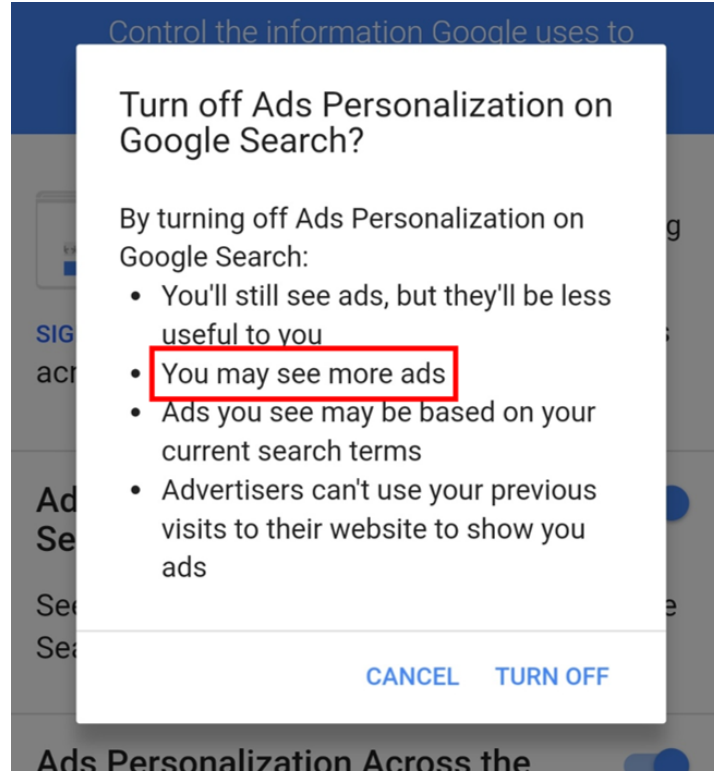 Control the information Google uses to
Turn off Ads Personalization on
Google Search?
By turning off Ads Personalization on
Google Search:
• You'll still see ads, but they'll be less
useful to you
• You may see more ads
• Ads you see may be based on your
current search terms
• Advertisers can't use your previous
visits to their website to show you
ads
CANCEL TURN OFF
Ads Personalization Across the